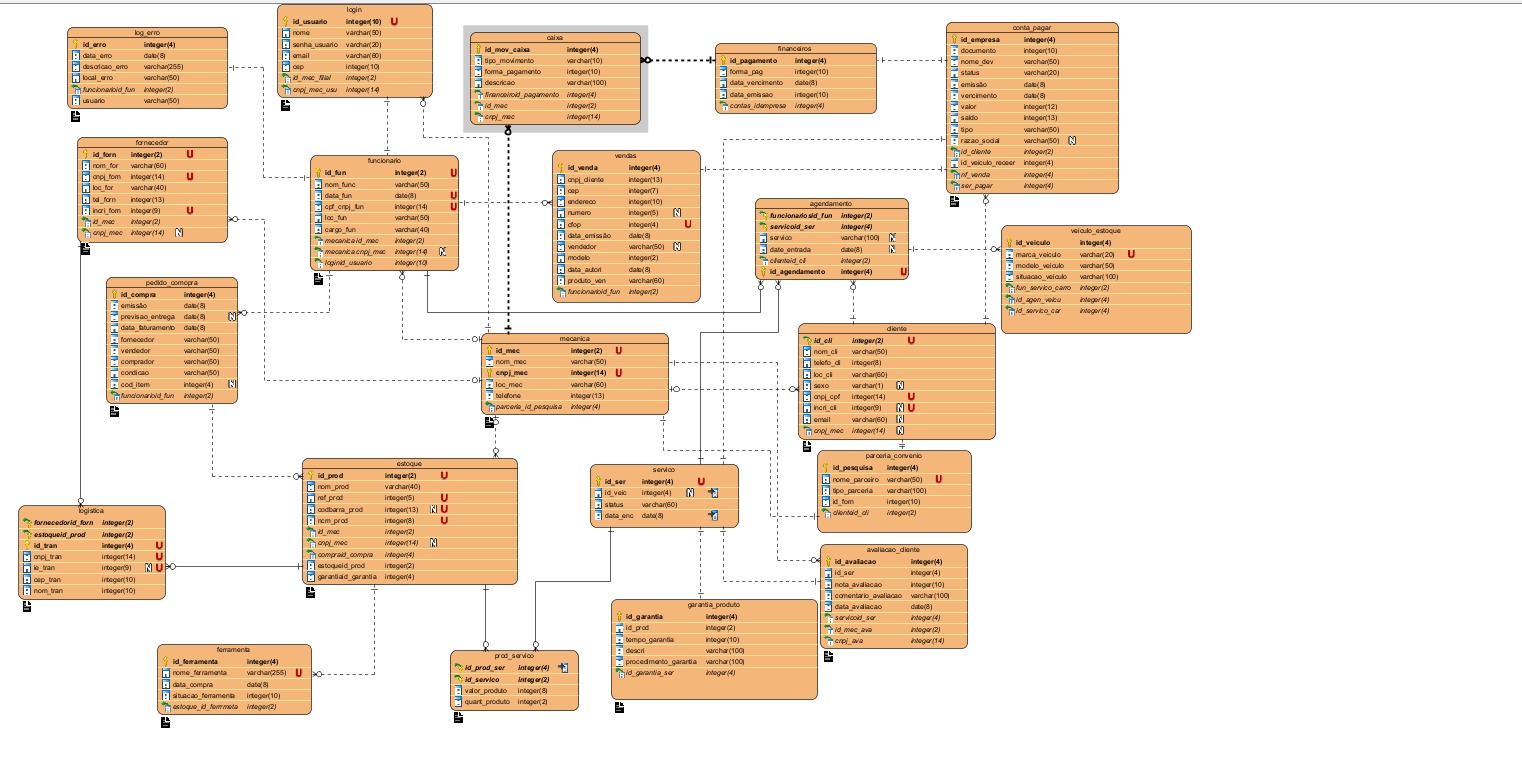 log_erro
id_erro integer(4)
data_erro date(8)
descricao_erro varchar(255)
local_erro varchar(50)
funcionarioid_fun integer(2)
usuario varchar(50)
login
id_usuario integer(10) U
nome varchar(50)
senha_usuario varchar(20)
email varchar(60)
cep integer(10)
id_mec_filial integer(2)
cnpj_mec_usu integer(14)
caixa
id_mov_caixa integer(4)
tipo_movimento varchar(10)
forma_pagamento integer(10)
descricao varchar(100)
financeiroid_pagamento integer(4)
id_mec integer(2)
cnpj_mec integer(14)
financeiros
id_pagamento integer(4)
forma_pag integer(10)
data_vercimento date(8)
data_emissao integer(10)
contas_idempresa integer(4)
conta_pagar
id_empresa integer(4)
documento integer(10)
nome_dev varchar(50)
status varchar(20)
emissão date(8)
vercimento date(8)
valor integer(12)
saldo integer(13)
tipo varchar(50)
razao_social varchar(50) N
id_cliente integer(2)
id_veiculo_receer integer(4)
nf_venda integer(4)
ser_pagar integer(4)
fornecedor
id_forn integer(2) U
nom_for varchar(60)
cnpj_forn integer(14) U
loc_for varchar(40)
tel_forn integer(13)
incri_forn integer(9) U
id_mec integer(2)
cnpj_mec integer(14) N
funcionario
id_fun integer(2) U
nom_func varchar(50)
data_fun date(8) U
cpf_cnpj_fun integer(14) U
loc_fun varchar(50)
cargo_fun varchar(40)
mecanica id_mec integer(2)
mecanica cnpj_mec integer(14) N
loginid_usuario integer(10)
vendas
id_venda integer(4)
cnpj_cliente integer(13)
cep integer(7)
endereco integer(10)
numero integer(5) N
cfop integer(4) U
data_emissão date(8)
vendedor varchar(50) N
modelo integer(2)
data_autori date(8)
produto_ven varchar(60)
funcionarioid_fun integer(2)
agendamento
funcionariosid_fun integer(2)
servicoid_ser integer(4)
servico varchar(100) N
date_entrada date(8) N
clienteid_cli integer(2)
id_agendamento integer(4) U
veiculo_estoque
id_veiculo integer(4)
marca_veiculo varchar(20) U
modelo_veiculo varchar(50)
situacao_veiculo varchar(100)
fun_servico_carro integer(2)
id_agen_veicu integer(4)
id_servico_car integer(4)
pedido_comopra
id_compra integer(4)
emissão date(8)
previsao_entrega date(8) N
data_faturamento date(8)
fornecedor varchar(50)
vendedor varchar(50)
comprador varchar(50)
condicao varchar(50)
cod_item integer(4) N
funcionarioid_fun integer(2)
mecanica
id_mec integer(2) U
nom_mec varchar(50)
cnpj_mec integer(14) U
loc_mec varchar(60)
telefone integer(13)
parceria_id_pesquisa integer(4)
cliente
id_cli integer(2) U
nom_cli varchar(50)
telefo_cli integer(8)
loc_cli varchar(60)
sexo varchar(1) N
cnpj_cpf integer(14) U
incri_cli integer(9) N U
email varchar(60) N
cnpj_mec integer(14) N
parceria_convenio
id_pesquisa integer(4)
nome_parceiro varchar(50) U
tipo_parceria varchar(100)
id_forn integer(10)
clienteid_cli integer(2)
estoque
id_prod integer(2) U
nom_prod varchar(40)
ref_prod integer(5) U
codbarra_prod integer(13) N U
ncm_prod integer(8) U
id_mec integer(2)
cnpj_mec integer(14) N
compraid_compra integer(4)
estoqueid_prod integer(2)
garantiaid_garantia integer(4)
servico
id_ser integer(4) U
id_veic integer(4) N
status varchar(60)
data_enc date(8)
logistica
fornecedorid_forn integer(2)
estoqueid_prod integer(2)
id_tran integer(4) U
cnpj_tran integer(14) U
ie_tran integer(9) N U
cep_tran integer(10)
nom_tran integer(10)
avaliacao_cliente
id_avaliacao integer(4)
id_ser integer(4)
nota_avaliacao integer(10)
comentario_avaliacao varchar(100)
data_avaliacao date(8)
servicoid_ser integer(4)
id_mec_ava integer(2)
cnpj_ava integer(14)
garantia_produto
id_garantia integer(4)
id_prod integer(2)
tempo_garantia integer(10)
descri varchar(100)
procedimento_garantia varchar(100)
id_garantia_ser integer(4)
ferramenta
id_ferramenta integer(4)
nome_ferramenta varchar(255) U
data_compra date(8)
situacao_ferramenta integer(10)
estoque_id_ferrmeta integer(2)
prod_servico
id_prod_ser integer(4)
id_servico integer(2)
valor_produto integer(8)
quant_produto integer(2)